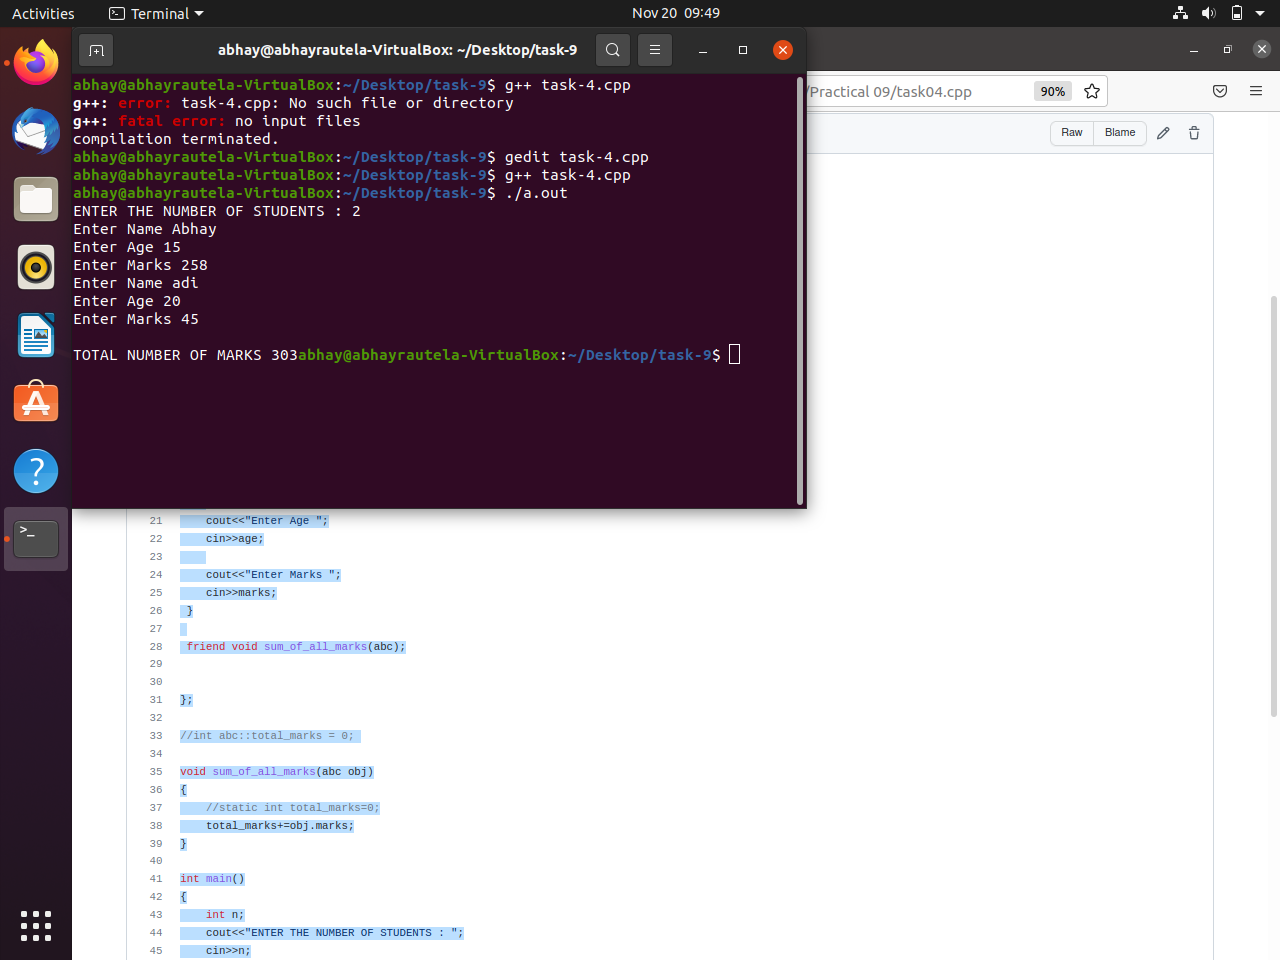 Activities
Terminal
Nov 20 09:49
abhay@abhayrautela-VirtualBox: ~/Desktop/task-9
abhay@abhayrautela-VirtualBox:~/Desktop/task-9$ g++ task-4.cpp
g++: error: task-4.cpp: No such file or directory
g++: fatal error: no input files
compilation terminated.
abhay@abhayrautela-VirtualBox:~/Desktop/task-9$ gedit task-4.cpp
abhay@abhayrautela-VirtualBox:~/Desktop/task-9$ g++ task-4.cpp
abhay@abhayrautela-VirtualBox:~/Desktop/task-9$ ./a.out
ENTER THE NUMBER OF STUDENTS : 2
Enter Name Abhay
Enter Age 15
Enter Marks 258
Enter Name adi
Enter Age 20
Enter Marks 45
TOTAL NUMBER OF MARKS 303abhay@abhayrautela-VirtualBox:~/Desktop/task-9$
/Practical 09/task04.cpp
90%
Raw
Blame
21 cout<<"Enter Age ";
22 cin>>age;
23
24 cout<<"Enter Marks ";
25 cin>>marks;
26 }
27
28 friend void sum_of_all_marks(abc);
29
30
31 };
32
33 //int abc::total_marks = 0;
34
35 void sum_of_all_marks(abc obj)
36 {
37 //static int total_marks=0;
38 total_marks+=obj.marks;
39 }
40
41 int main()
42 {
43 int n;
44 cout<<"ENTER THE NUMBER OF STUDENTS : ";
45 cin>>n;